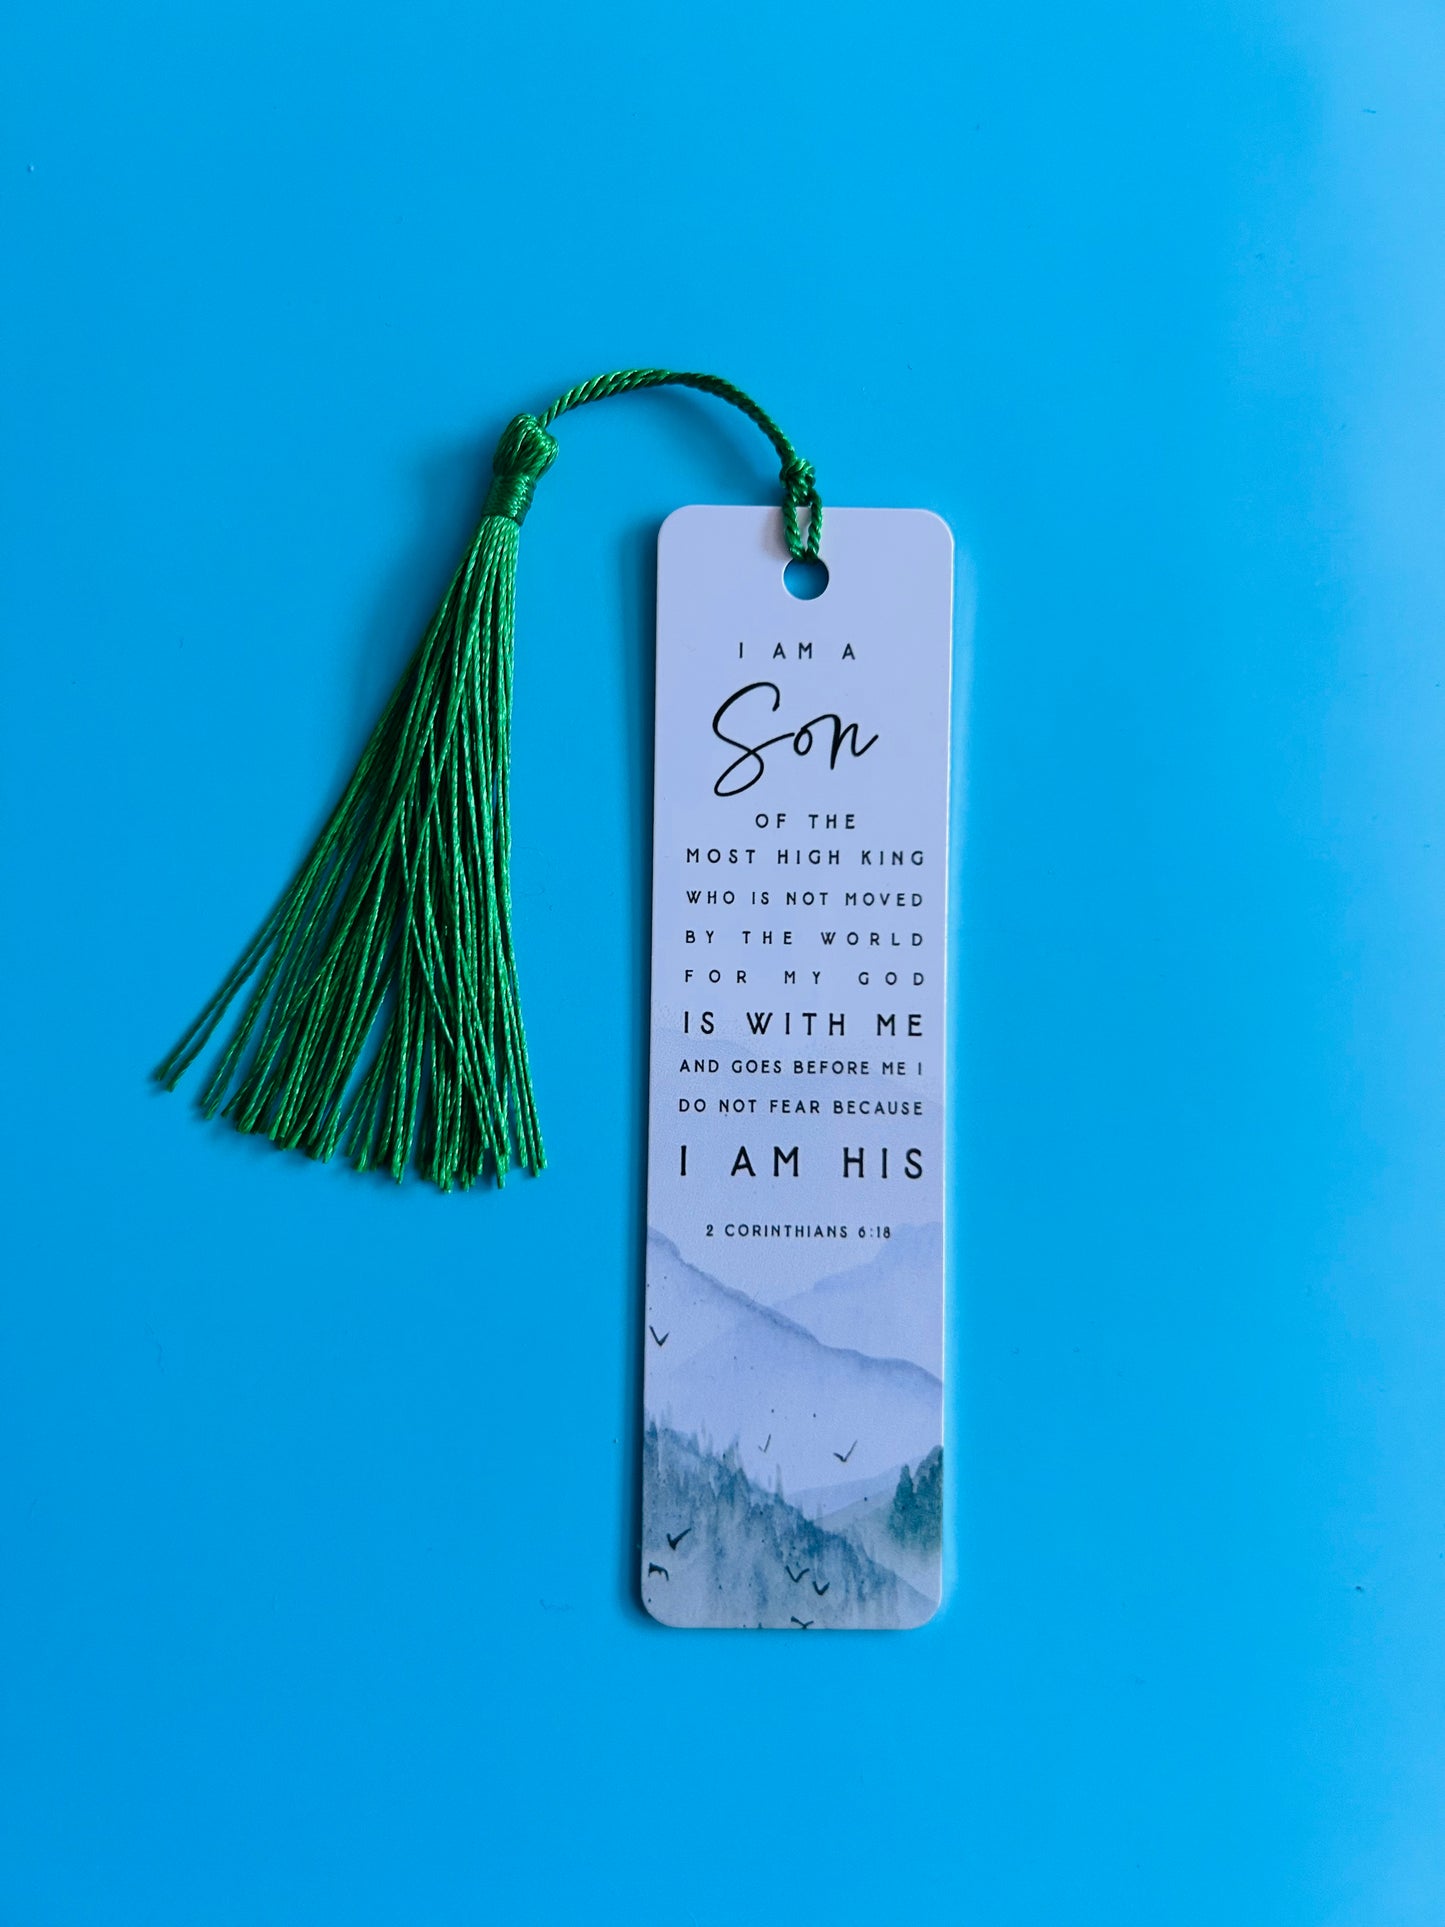 I AM A
Son
OF THE
MOST HIGH KING
WHO IS NOT MOVED
BY THE WORLD
FOR MY GOD
IS WITH ME
AND GOES BEFORE ME I
DO NOT FEAR BECAUSE
I AM HIS
2 CORINTHIANS 6:18